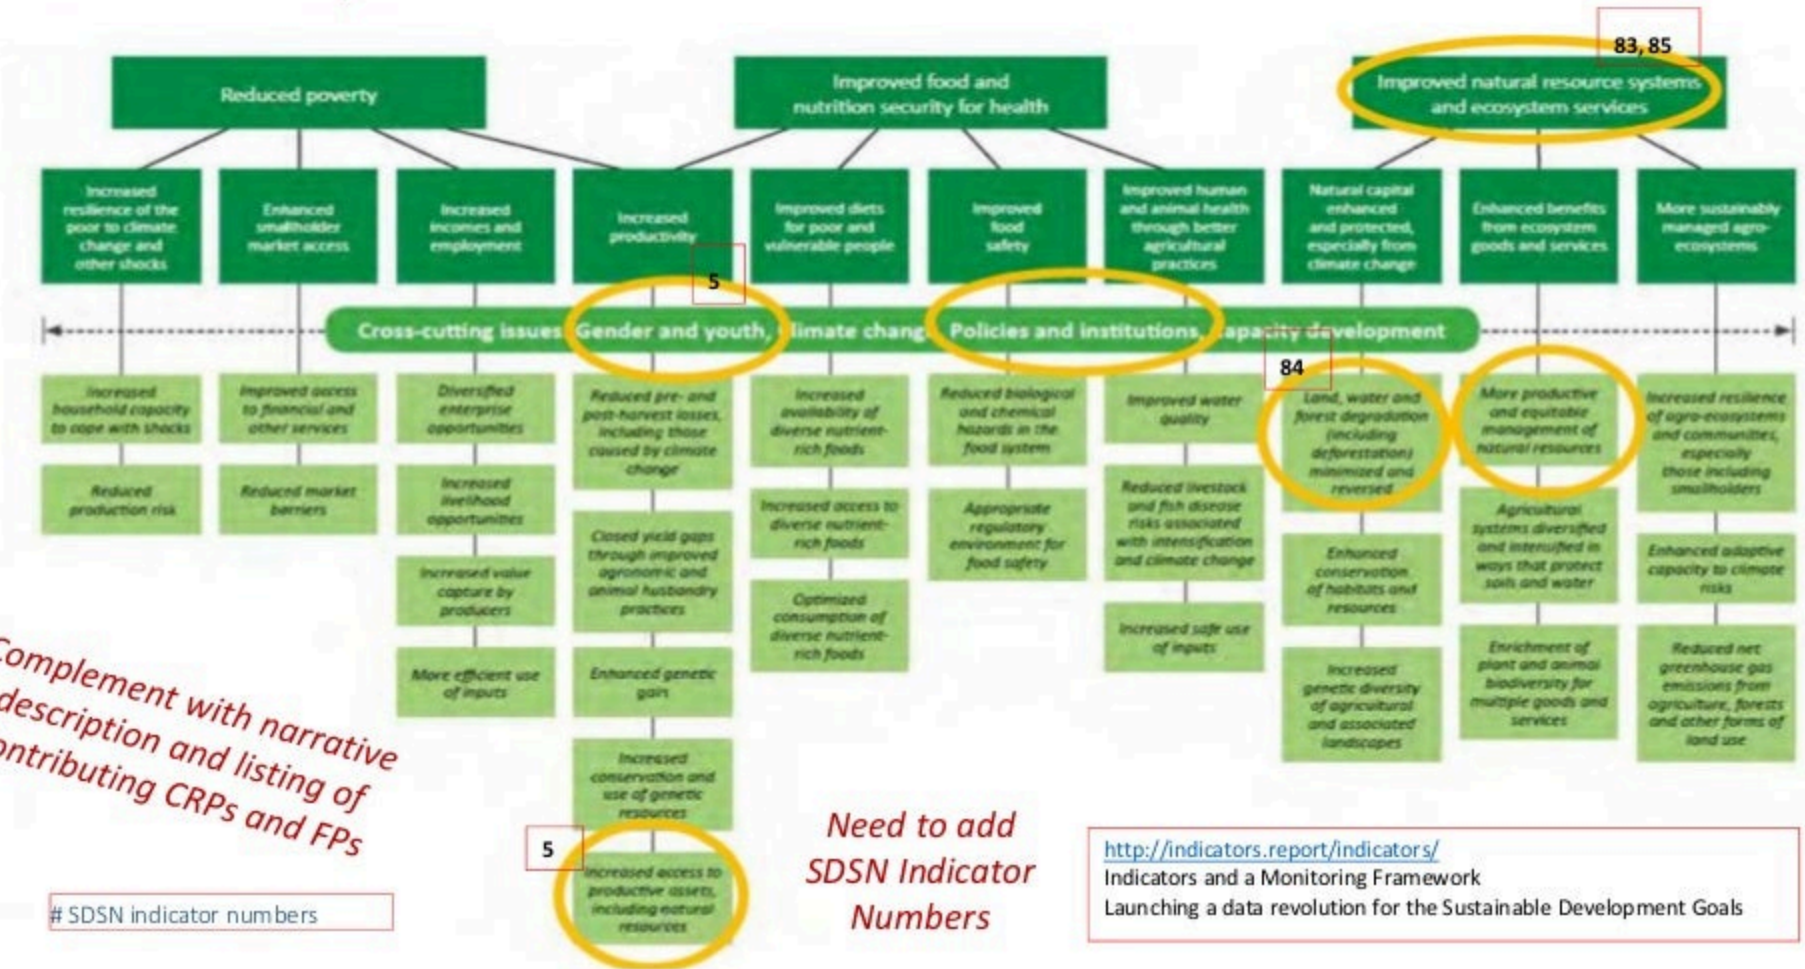 83, 85
Reduced poverty
Improved food and
nutrition security for health
Improved natural resource systems
and ecosystem services
Increased
resilience of the
poor to climate
change and
other shocks
Enhanced
smallholder
market access
Increased
incomes and
employment
Increased
productivity
Improved diets
for poor and
vulnerable people
Improved
food
safety
Improved human
and animal health
through better
agricultural
practices
Natural capital
enhanced
and protected,
especially from
climate change
Enhanced benefits
from ecosystem
goods and services
More sustainably
managed agro-
ecosystems
5
Cross-cutting issues Gender and youth, limate chang Policies and institutions, apacity development
84
Increased
household capacity
to cope with shocks
Reduced
production risk
Improved access
to financial and
other services
Reduced market
barriers
Diversified
enterprise
opportunities
Increased
livelihood
opportunities
Increased value
capture by
producers
More efficient use
of inputs
Reduced pre- and
post-harvest losses,
including those
caused by climate
change
Closed yield gaps
through improved
agronomic and
animal husbandry
practices
Enhanced genetic
gain
Increased
conservation and
use of genetic
resources
5
Increased access to
productive assets,
including natural
resources
Increased
availability of
diverse nutrient-
rich foods
Increased access to
diverse nutrient-
rich foods
Optimized
consumption of
diverse nutrient-
rich foods
Reduced biological
and chemical
hazards in the
food system
Appropriate
regulatory
environment for
food safety
Improved water
quality
Reduced livestock
and fish disease
risks associated
with intensification
and climate change
Increased safe use
of inputs
Land, water and
forest degradation
(including
deforestation)
minimized and
reversed
Enhanced
conservation
of habitats and
resources
Increased
genetic diversity
of agricultural
and associated
landscapes
More productive
and equitable
management of
natural resources
Agricultural
systems diversified
and intensified in
ways that protect
soils and water
Enrichment of
plant and animal
biodiversity for
multiple goods and
services
Increased resilience
of agro-ecosystems
and communities,
especially
those including
smallholders
Enhanced adaptive
capacity to climate
risks
Reduced net
greenhouse gas
emissions from
agriculture, forests
and other forms of
land use
Complement with narrative
description and listing of
ontributing CRPs and FPs
# SDSN indicator numbers
Need to add
SDSN Indicator
Numbers
http://indicators.report/indicators/
Indicators and a Monitoring Framework
Launching a data revolution for the Sustainable Development Goals